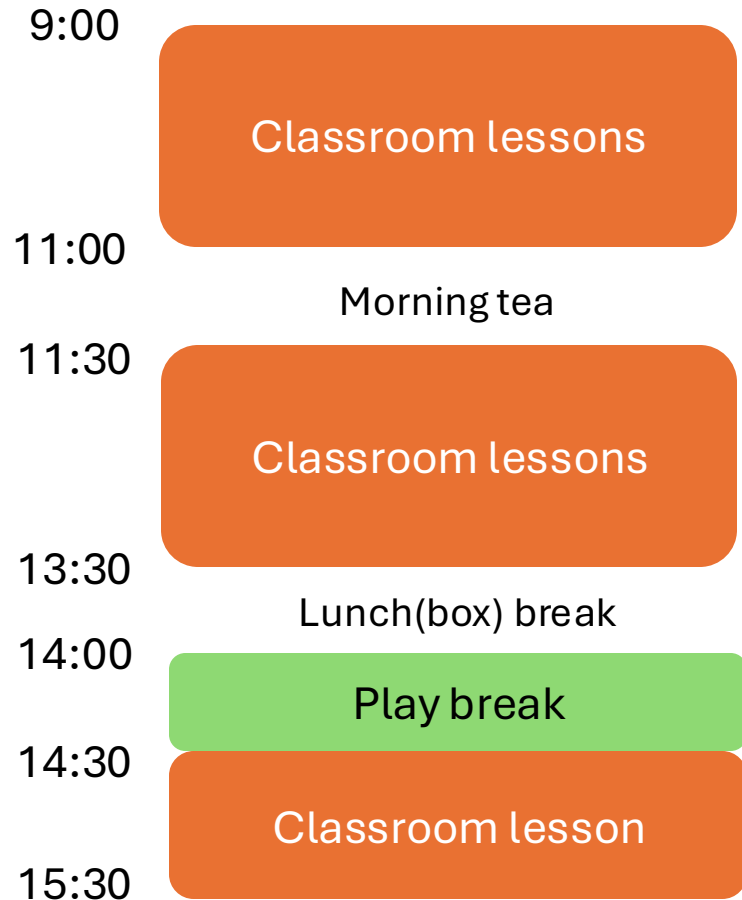 9:00
Classroom lessons
11:00
Morning tea
11:30
Classroom lessons
13:30
Lunch(box) break
14:00
Play break
14:30
Classroom lesson
15:30